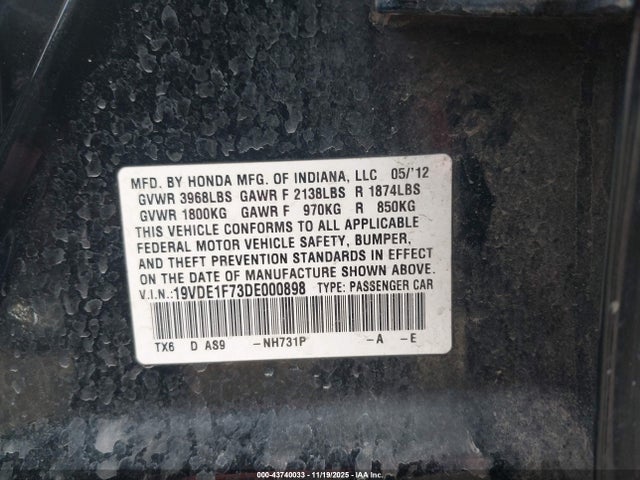 MFD. BY HONDA MFG. OF INDIANA, LLC 05/'12
GVWR 3968LBS GAWR F 2138LBS R 1874LBS
GVWR 1800KG GAWR F 970KG R 850KG
THIS VEHICLE CONFORMS TO ALL APPLICABLE
FEDERAL MOTOR VEHICLE SAFETY, BUMPER,
AND THEFT PREVENTION STANDARDS IN EFFECT
ON THE DATE OF MANUFACTURE SHOWN ABOVE.
V.I.N.:19VDE1F73DE000898 TYPE: PASSENGER CAR
TX6 D AS9 -NH731P -A -E
000-43740033 - 11/19/2025 - IAA Inc.